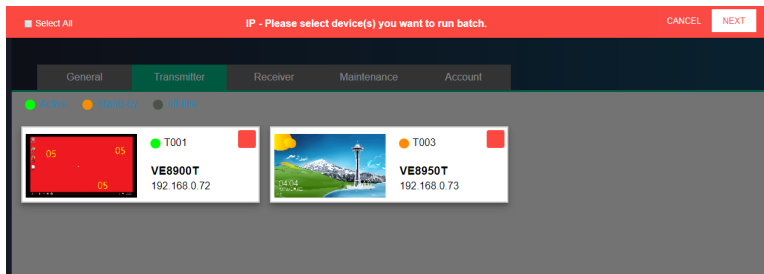 Select All
IP - Please select device(s) you want to run batch.
CANCEL
NEXT
General
Transmitter
Receiver
Maintenance
Account
05
05
05
T001
VE8900T
192.168.0.72
04:04
T003
VE8950T
192.168.0.73